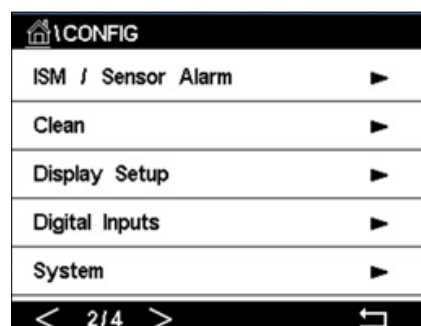 \CONFIG
ISM / Sensor Alarm
Clean
Display Setup
Digital Inputs
System
< 2/4 >